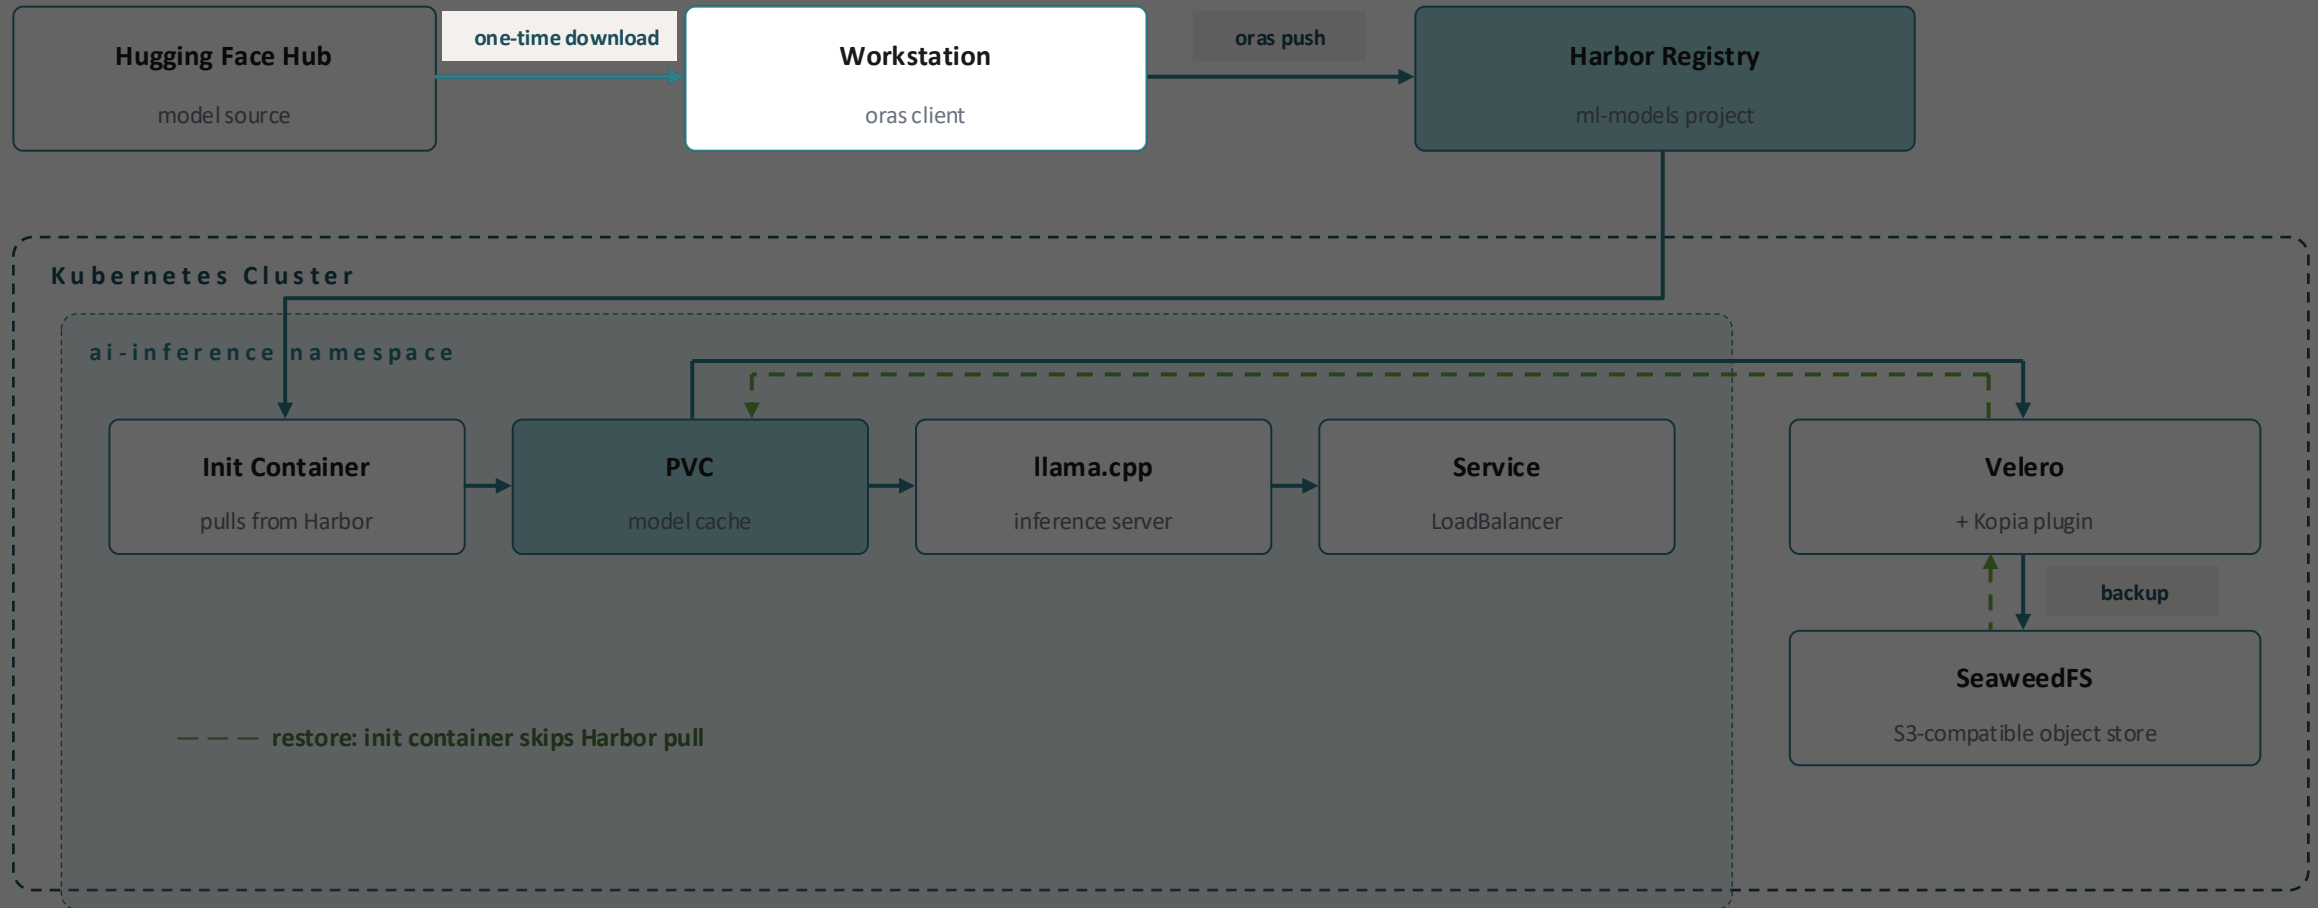 Hugging Face Hub
model source
one-time download
Workstation
oras client
oras push
Harbor Registry
ml-models project
Kubernetes Cluster
ai-inference namespace
Init Container
pulls from Harbor
PVC
model cache
llama.cpp
inference server
Service
LoadBalancer
Velero
+ Kopia plugin
backup
SeaweedFS
S3-compatible object store
restore: init container skips Harbor pull